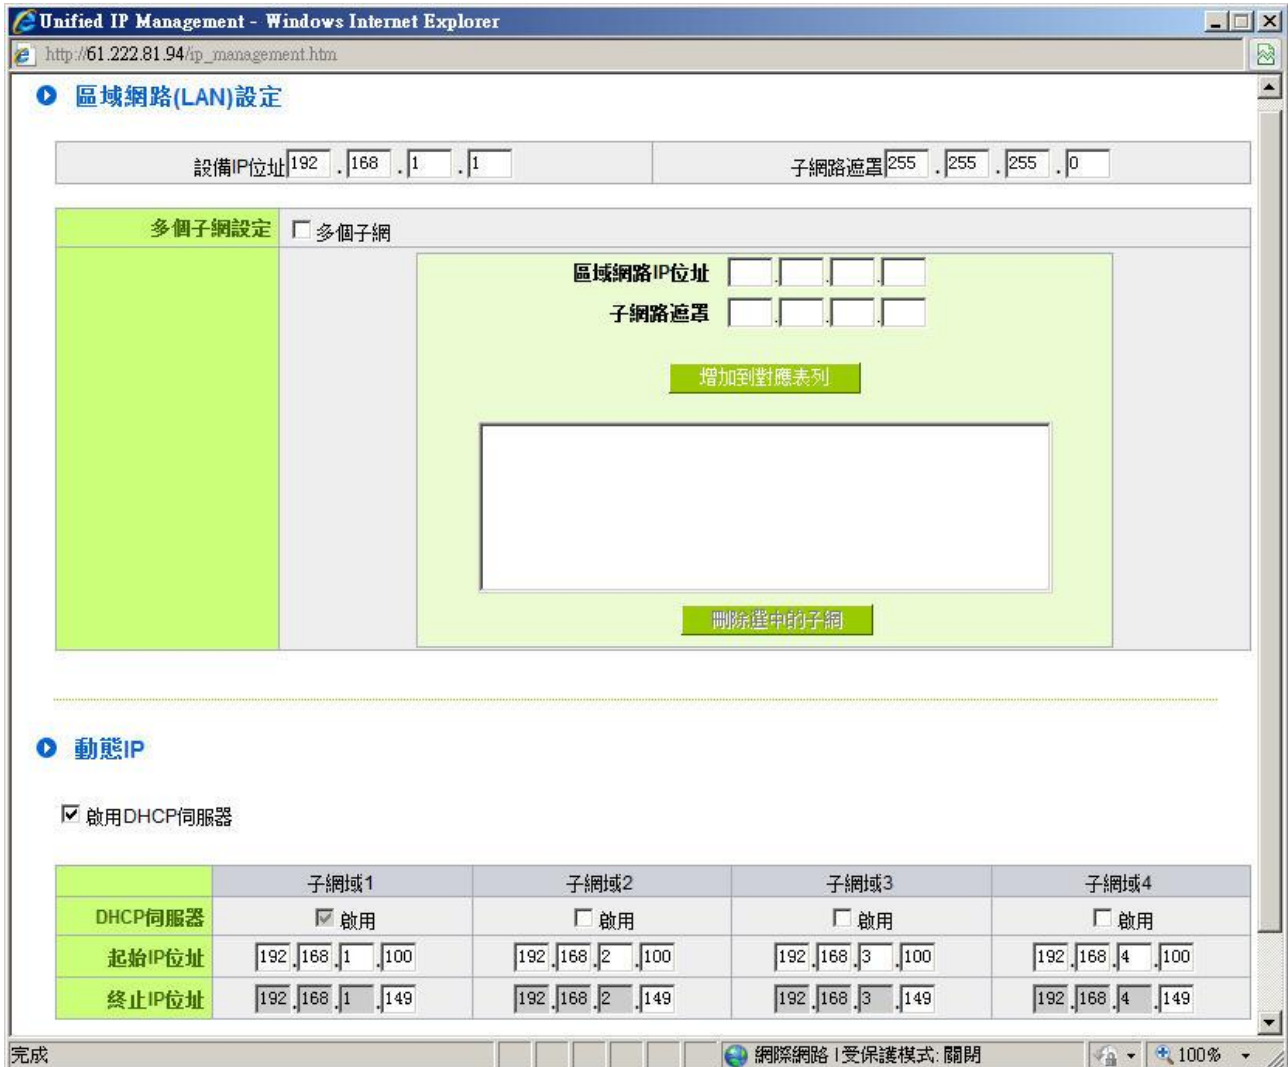 Unified IP Management - Windows Internet Explorer
http://61.222.81.94/ip_management.htm
區域網路(LAN)設定
設備IP位址 192 . 168 . 1 . 1 子網路遮罩 255 . 255 . 255 . 0
多個子網設定 多個子網
區域網路IP位址 . . .
子網路遮罩 . . .
增加到對應表列
刪除選中的子網
動態IP
啟用DHCP伺服器
子網域1 子網域2 子網域3 子網域4
DHCP伺服器 啟用 啟用 啟用 啟用
起始IP位址 192 . 168 . 1 . 100 192 . 168 . 2 . 100 192 . 168 . 3 . 100 192 . 168 . 4 . 100
終止IP位址 192 . 168 . 1 . 149 192 . 168 . 2 . 149 192 . 168 . 3 . 149 192 . 168 . 4 . 149
完成 網際網路 | 受保護模式: 關閉 100%